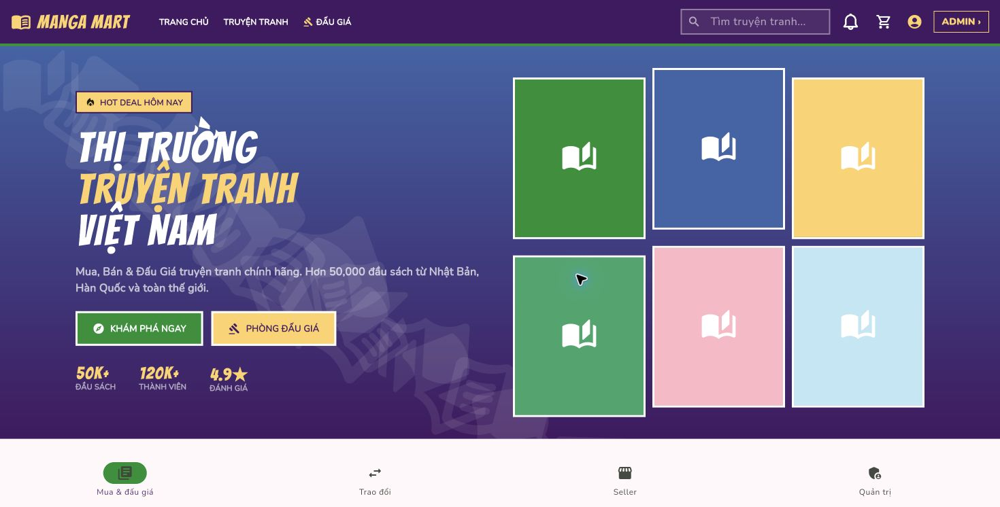 MANGA MART
TRANG CHỦ
TRUYỆN TRANH
ĐẤU GIÁ
Tìm truyện tranh...
ADMIN ›
HOT DEAL HÔM NAY
THỊ TRƯỜNG
TRUYỆN TRANH
VIỆT NAM
Mua, Bán & Đấu Giá truyện tranh chính hãng. Hơn 50,000 đầu sách từ Nhật Bản,
Hàn Quốc và toàn thế giới.
KHÁM PHÁ NGAY
PHÒNG ĐẤU GIÁ
50K+
ĐẦU SÁCH
120K+
THÀNH VIÊN
4.9★
ĐÁNH GIÁ
Mua & đấu giá
Trao đổi
Seller
Quản trị